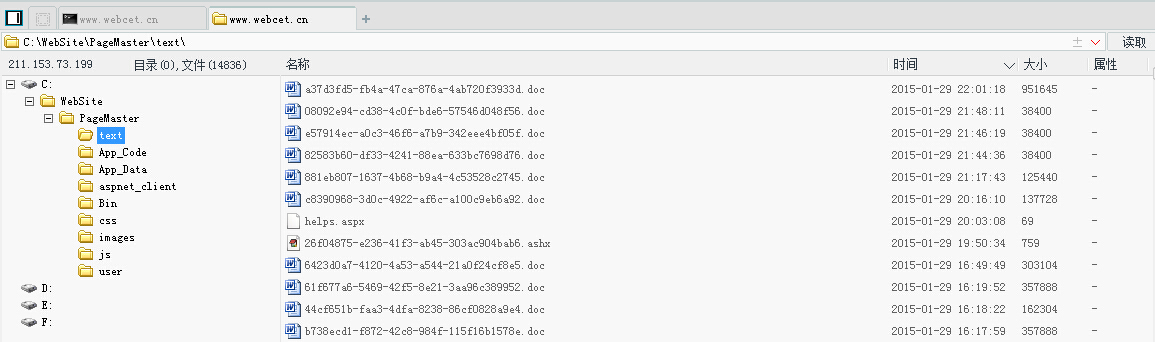 www.webcet.cn www.webcet.cn +
C:\WebSite\PageMaster\text\ 读取
211.153.73.199 目录(0),文件(14836) 名称 时间 大小 属性
C: a37d3fd5-fb4a-47ca-876a-4ab720f3933d.doc 2015-01-29 22:01:18 951645 -
WebSite 08092e94-cd38-4c0f-bde6-57546d048f56.doc 2015-01-29 21:48:11 38400 -
PageMaster e57914ec-a0c3-46f6-a7b9-342eee4bf05f.doc 2015-01-29 21:46:19 38400 -
text 82583b60-df33-4241-88ea-633bc7698d76.doc 2015-01-29 21:44:36 38400 -
App_Code 881eb807-1637-4b68-b9a4-4c53528c2745.doc 2015-01-29 21:17:43 125440 -
App_Data c8390968-3d0c-4922-af6c-a100c9eb6a92.doc 2015-01-29 20:16:10 137728 -
aspnet_client helps.aspx 2015-01-29 20:03:08 69 -
Bin 26f04875-e236-41f3-ab45-303ac904bab6.ashx 2015-01-29 19:50:34 759 -
css 6423d0a7-4120-4a53-a544-21a0f24cf8e5.doc 2015-01-29 16:49:49 303104 -
images 61f677a6-5469-42f5-8e21-3aa96c389952.doc 2015-01-29 16:19:52 357888 -
js 44cf651b-faa3-4dfa-8238-86cf0828a9e4.doc 2015-01-29 16:18:22 162304 -
user b738ecd1-f872-42c8-984f-115f16b1578e.doc 2015-01-29 16:17:59 357888 -
D:
E:
F: